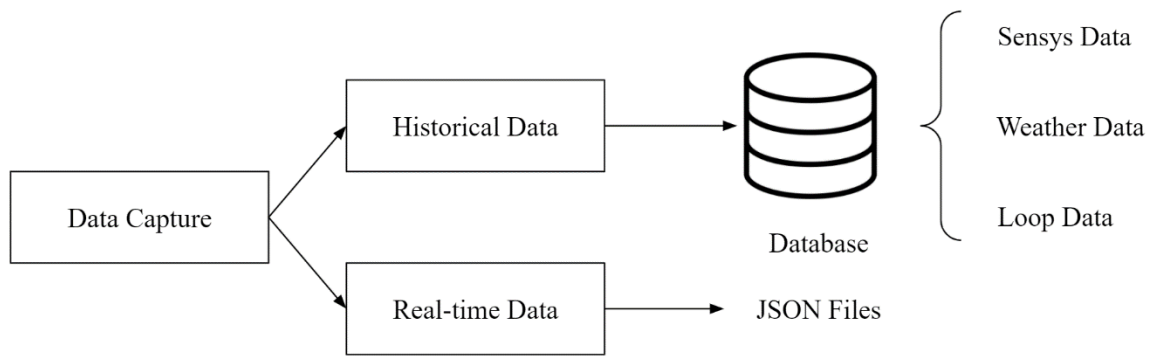 Data Capture
Historical Data
Real-time Data
Database
JSON Files
Sensys Data
Weather Data
Loop Data